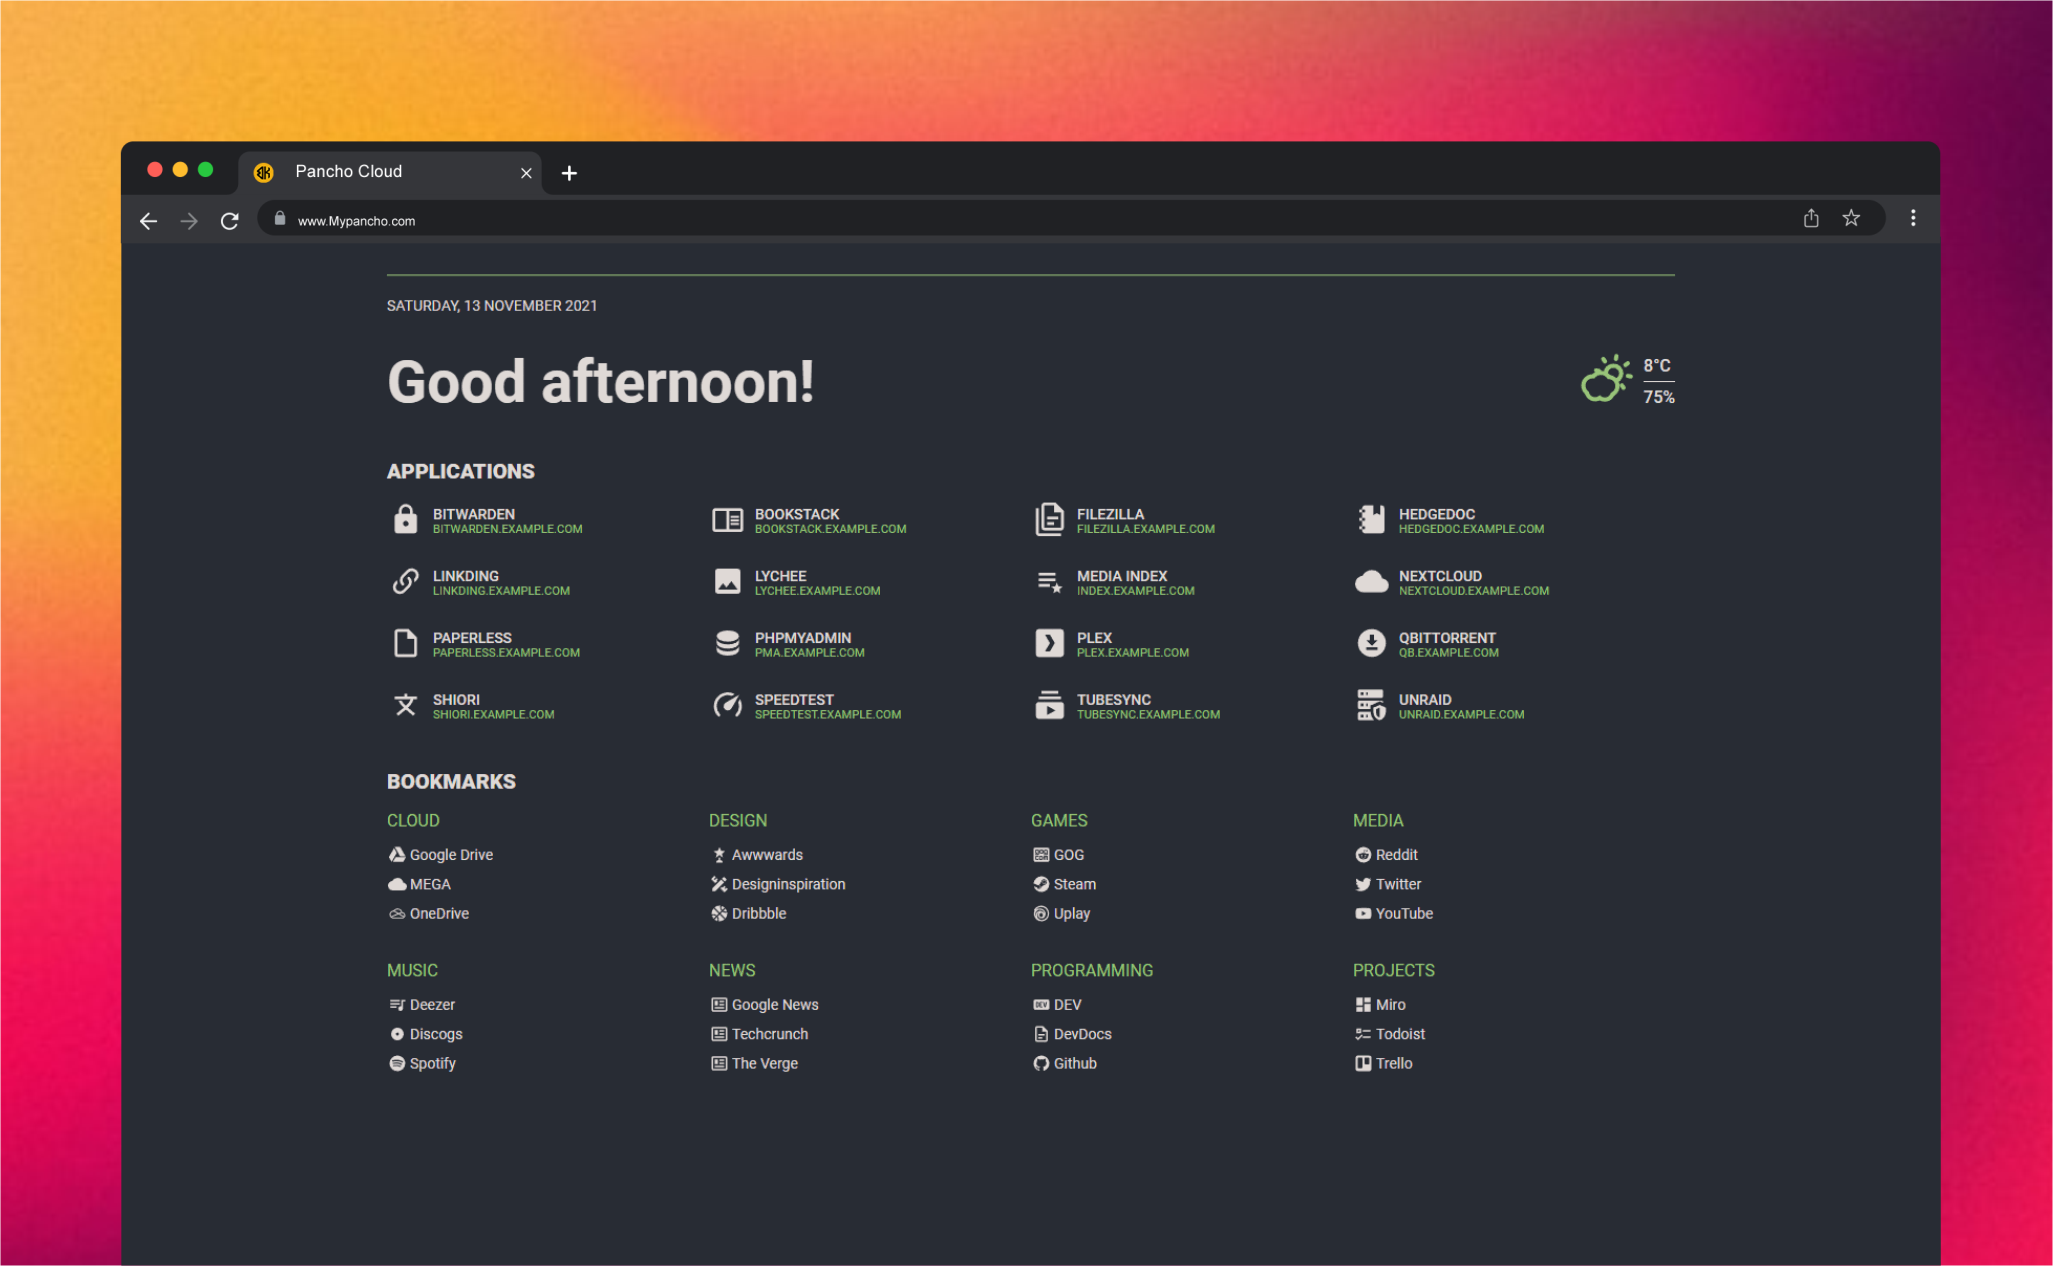 Pancho Cloud
www.Mypancho.com
SATURDAY, 13 NOVEMBER 2021
Good afternoon!
8°C
75%
APPLICATIONS
BITWARDEN
BITWARDEN.EXAMPLE.COM
BOOKSTACK
BOOKSTACK.EXAMPLE.COM
FILEZILLA
FILEZILLA.EXAMPLE.COM
HEDGEDOC
HEDGEDOC.EXAMPLE.COM
LINKDING
LINKDING.EXAMPLE.COM
LYCHEE
LYCHEE.EXAMPLE.COM
MEDIA INDEX
INDEX.EXAMPLE.COM
NEXTCLOUD
NEXTCLOUD.EXAMPLE.COM
PAPERLESS
PAPERLESS.EXAMPLE.COM
PHPMYADMIN
PMA.EXAMPLE.COM
PLEX
PLEX.EXAMPLE.COM
QBITTORRENT
QB.EXAMPLE.COM
SHIORI
SHIORI.EXAMPLE.COM
SPEEDTEST
SPEEDTEST.EXAMPLE.COM
TUBESYNC
TUBESYNC.EXAMPLE.COM
UNRAID
UNRAID.EXAMPLE.COM
BOOKMARKS
CLOUD
Google Drive
MEGA
OneDrive
DESIGN
Awwwards
Designinspiration
Dribbble
GAMES
GOG
Steam
Uplay
MEDIA
Reddit
Twitter
YouTube
MUSIC
Deezer
Discogs
Spotify
NEWS
Google News
Techcrunch
The Verge
PROGRAMMING
DEV
DevDocs
Github
PROJECTS
Miro
Todoist
Trello